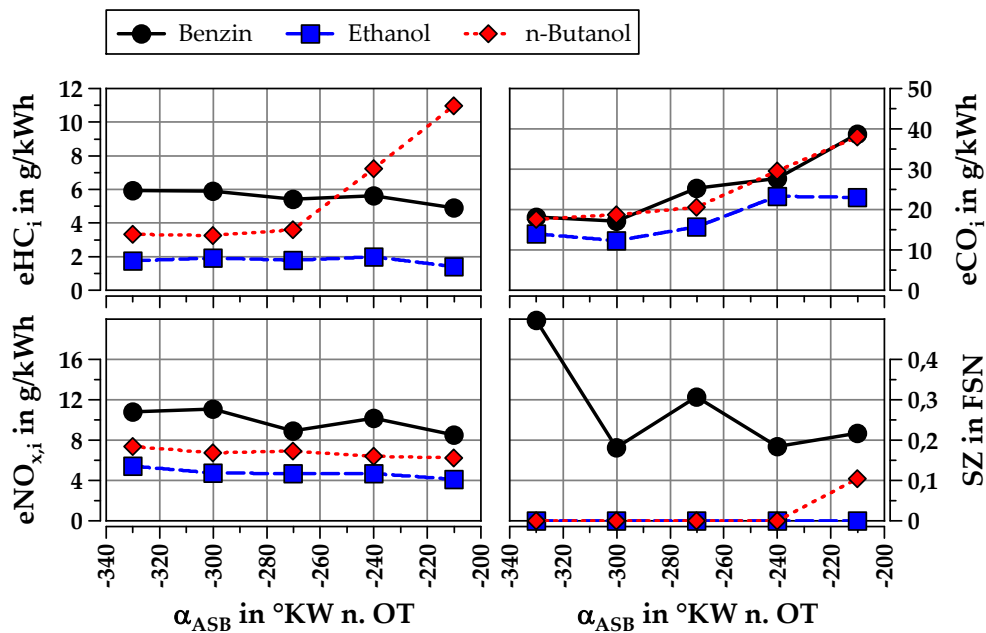 Benzin Ethanol n-Butanol
eHC_i in g/kWh
12
10
8
6
4
2
0
50
40
30
20
10
0
eCO_i in g/kWh
eNO_x,i in g/kWh
16
12
8
4
0
0,4
0,3
0,2
0,1
0
SZ in FSN
-340 -320 -300 -280 -260 -240 -220 -200
-340 -320 -300 -280 -260 -240 -220 -200
α_ASB in °KW n. OT
α_ASB in °KW n. OT